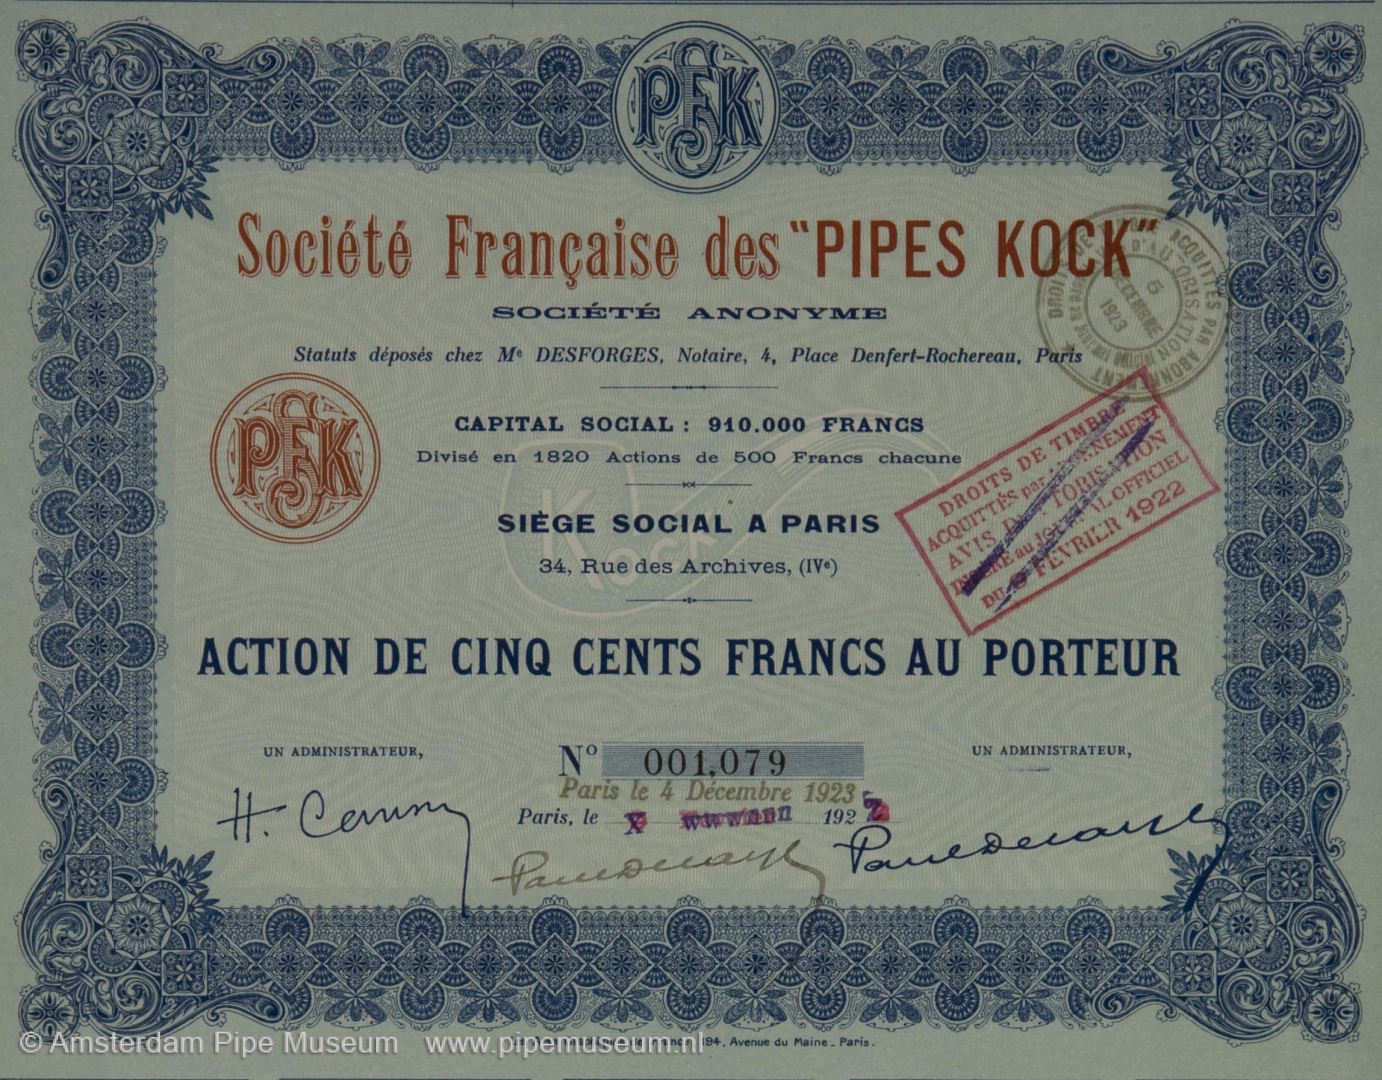 PFK
Société Française des "PIPES KOCK"
SOCIÉTÉ ANONYME
Statuts déposés chez Me DESFORGES, Notaire, 4, Place Denfert-Rochereau, Paris
PFK
CAPITAL SOCIAL : 910.000 FRANCS
Divisé en 1820 Actions de 500 Francs chacune
KOCK
SIÈGE SOCIAL A PARIS
34, Rue des Archives, (IVe)
5 DÉCEMBRE 1923
DROITS DE TIMBRE
ACQUITTÉS par ABONNEMENT
AVIS D'AUTORISATION
INSÉRÉ au JOURNAL OFFICIEL
DU FÉVRIER 1922
ACTION DE CINQ CENTS FRANCS AU PORTEUR
UN ADMINISTRATEUR,
No 001,079
UN ADMINISTRATEUR,
Paris le 4 Décembre 1923
Paris, le 192
© Amsterdam Pipe Museum www.pipemuseum.nl
194, Avenue du Maine - Paris.